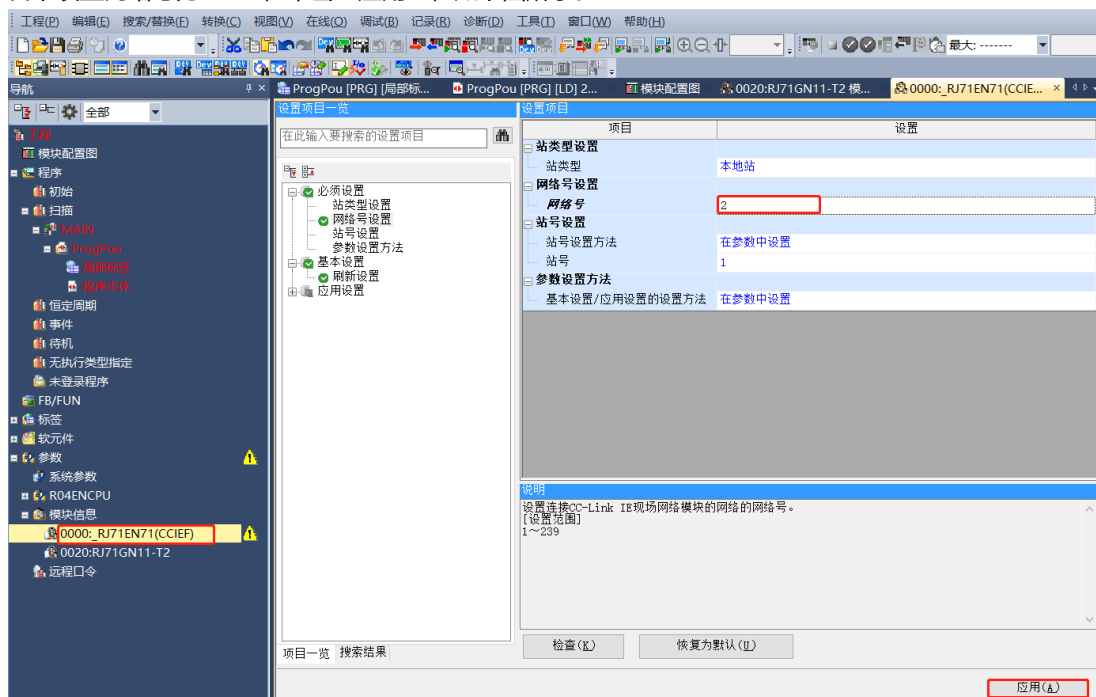 工程(P) 编辑(E) 搜索/替换(F) 转换(C) 视图(V) 在线(O) 调试(B) 记录(R) 诊断(D) 工具(T) 窗口(W) 帮助(H)
最大: -------
导航
ProgPou [PRG] [局部标...
ProgPou [PRG] [LD] 2...
模块配置图
0020:RJ71GN11-T2 模...
0000:_RJ71EN71(CCIE...
全部
工程
模块配置图
程序
初始
扫描
MAIN
ProgPou
局部标签
程序本体
恒定周期
事件
待机
无执行类型指定
未登录程序
FB/FUN
标签
软元件
参数
系统参数
R04ENCPU
模块信息
0000:_RJ71EN71(CCIEF)
0020:RJ71GN11-T2
远程口令
设置项目一览
在此输入要搜索的设置项目
必须设置
站类型设置
网络号设置
站号设置
参数设置方法
基本设置
刷新设置
应用设置
项目一览 搜索结果
设置项目
项目 设置
站类型设置
站类型 本地站
网络号设置
网络号 2
站号设置
站号设置方法 在参数中设置
站号 1
参数设置方法
基本设置/应用设置的设置方法 在参数中设置
说明
设置连接CC-Link IE现场网络模块的网络的网络号。
[设置范围]
1~239
检查(K) 恢复为默认(U)
应用(A)